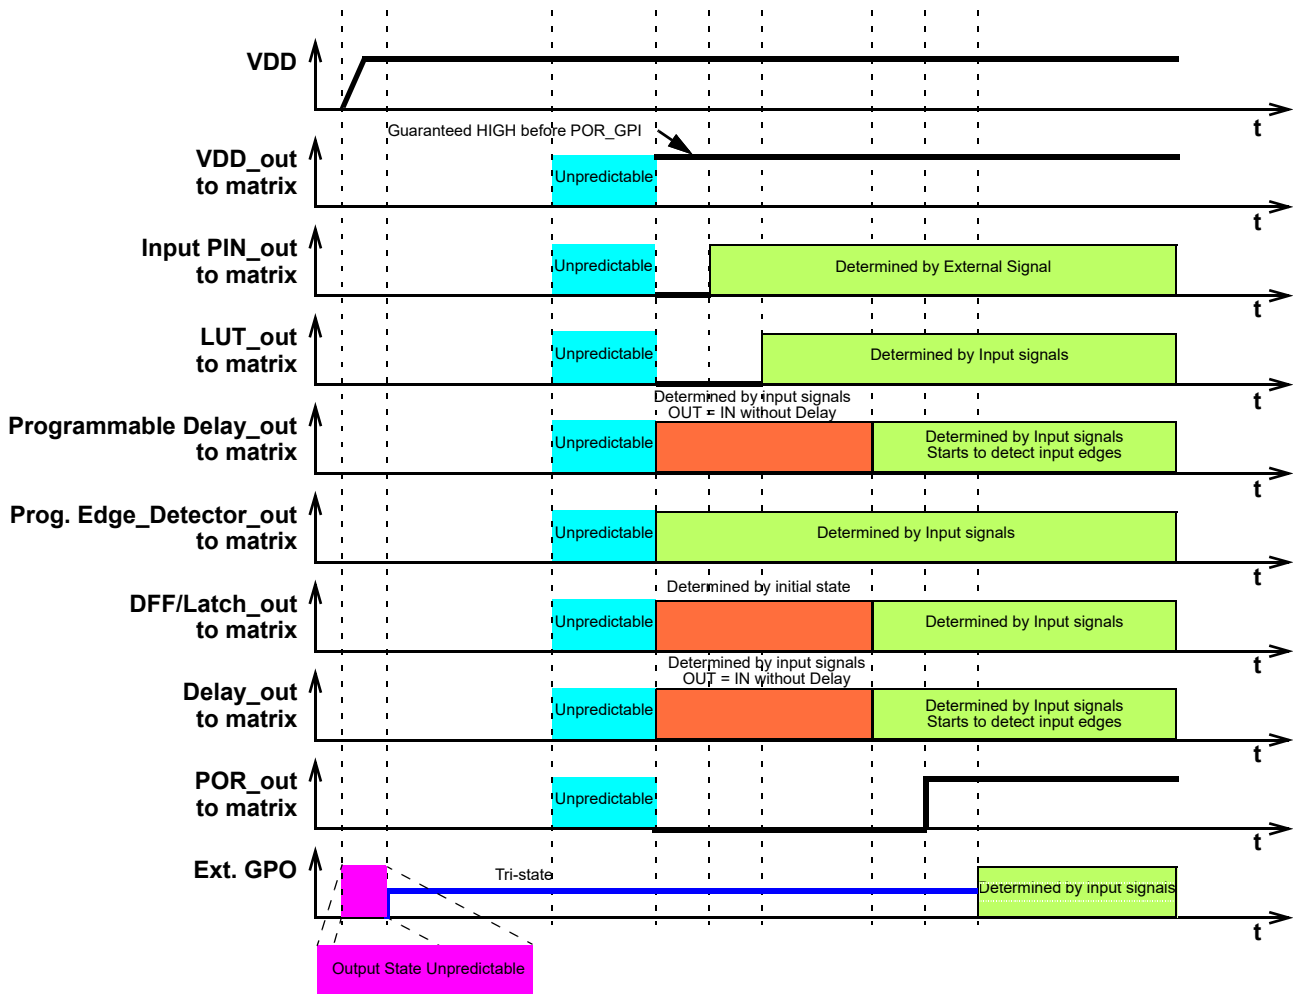 VDD
t
Guaranteed HIGH before POR_GPI
VDD_out
to matrix
Unpredictable
t
Input PIN_out
to matrix
Unpredictable
Determined by External Signal
t
LUT_out
to matrix
Unpredictable
Determined by Input signals
t
Determined by input signals
OUT = IN without Delay
Programmable Delay_out
to matrix
Unpredictable
Determined by Input signals
Starts to detect input edges
t
Prog. Edge_Detector_out
to matrix
Unpredictable
Determined by Input signals
t
Determined by initial state
DFF/Latch_out
to matrix
Unpredictable
Determined by Input signals
t
Determined by input signals
OUT = IN without Delay
Delay_out
to matrix
Unpredictable
Determined by Input signals
Starts to detect input edges
t
POR_out
to matrix
Unpredictable
t
Ext. GPO
Tri-state
Determined by input signals
t
Output State Unpredictable